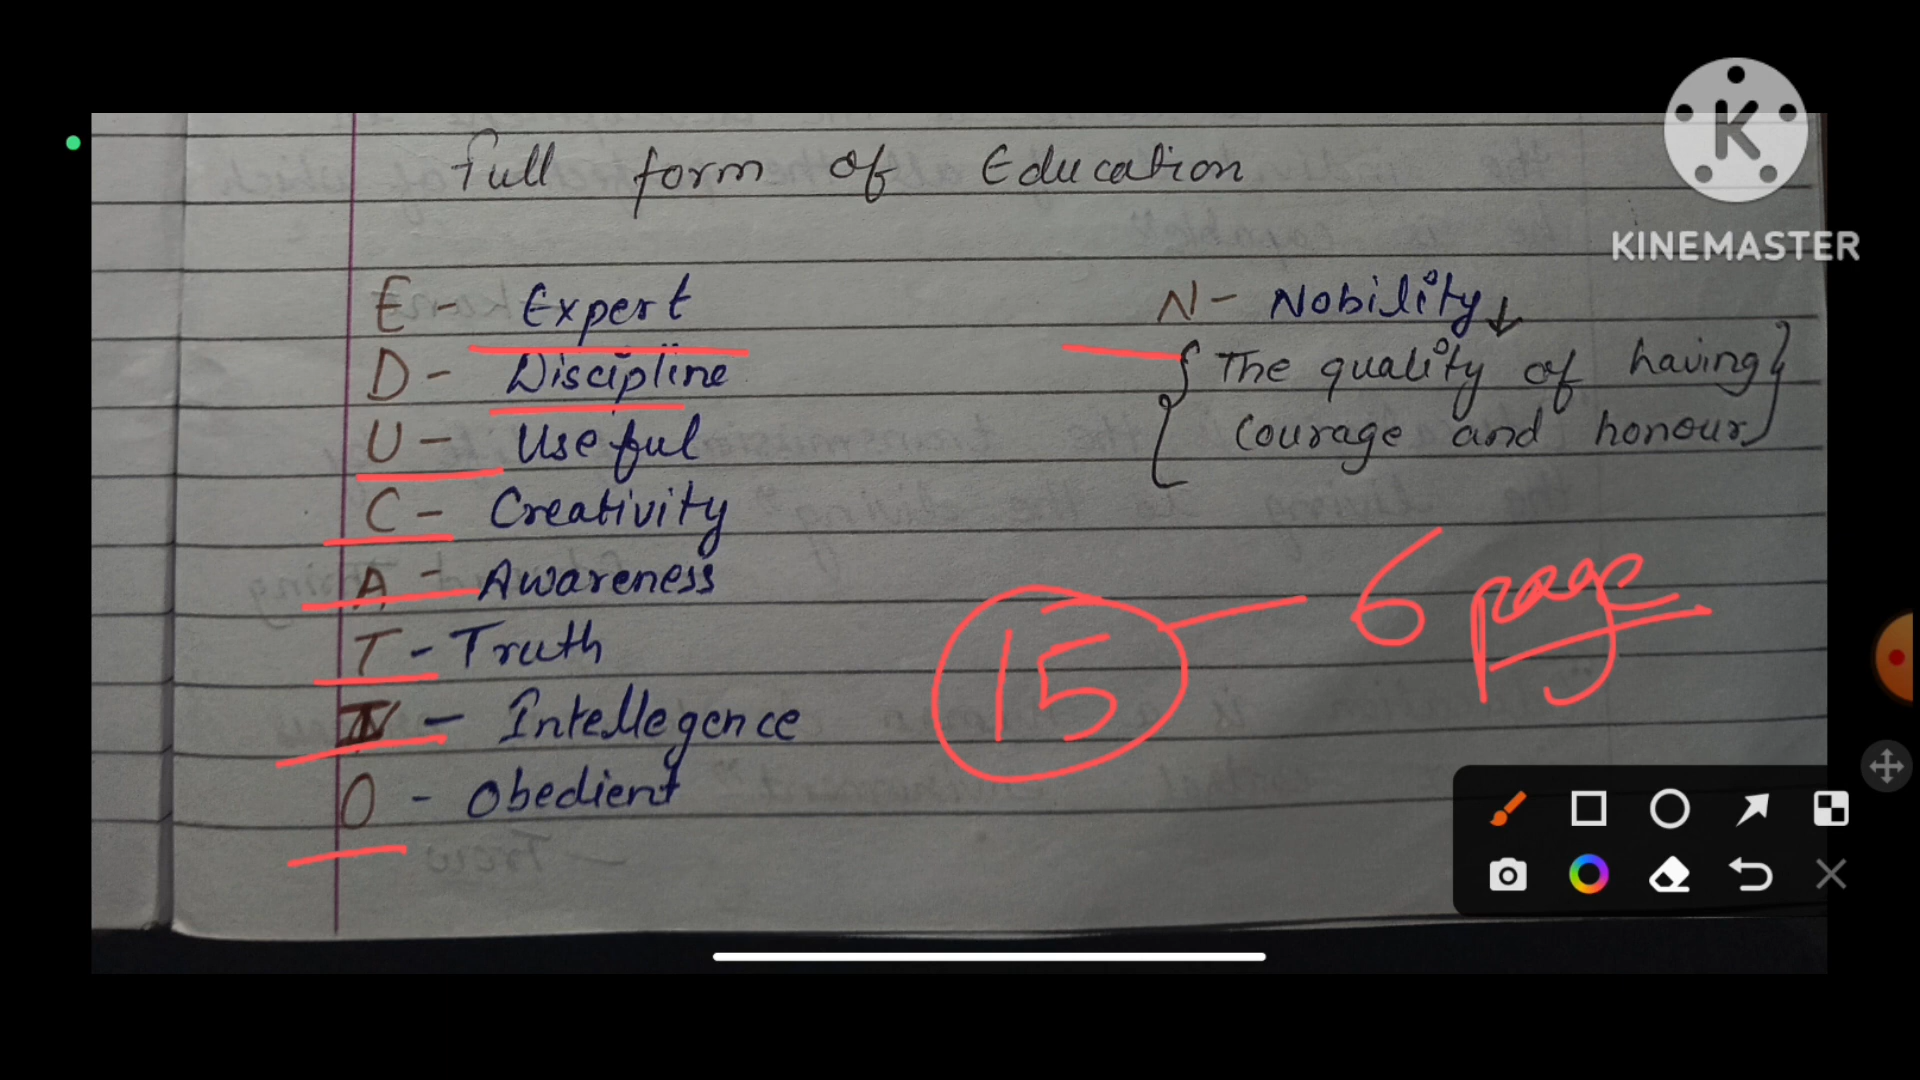 Full form of Education
E - Expert
D - Discipline
U - Useful
C - Creativity
A - Awareness
T - Truth
I - Intellegence
O - Obedient
N - Nobility ↓
{ The quality of having }
{ courage and honour }
15 - 6 page
K
KINEMASTER